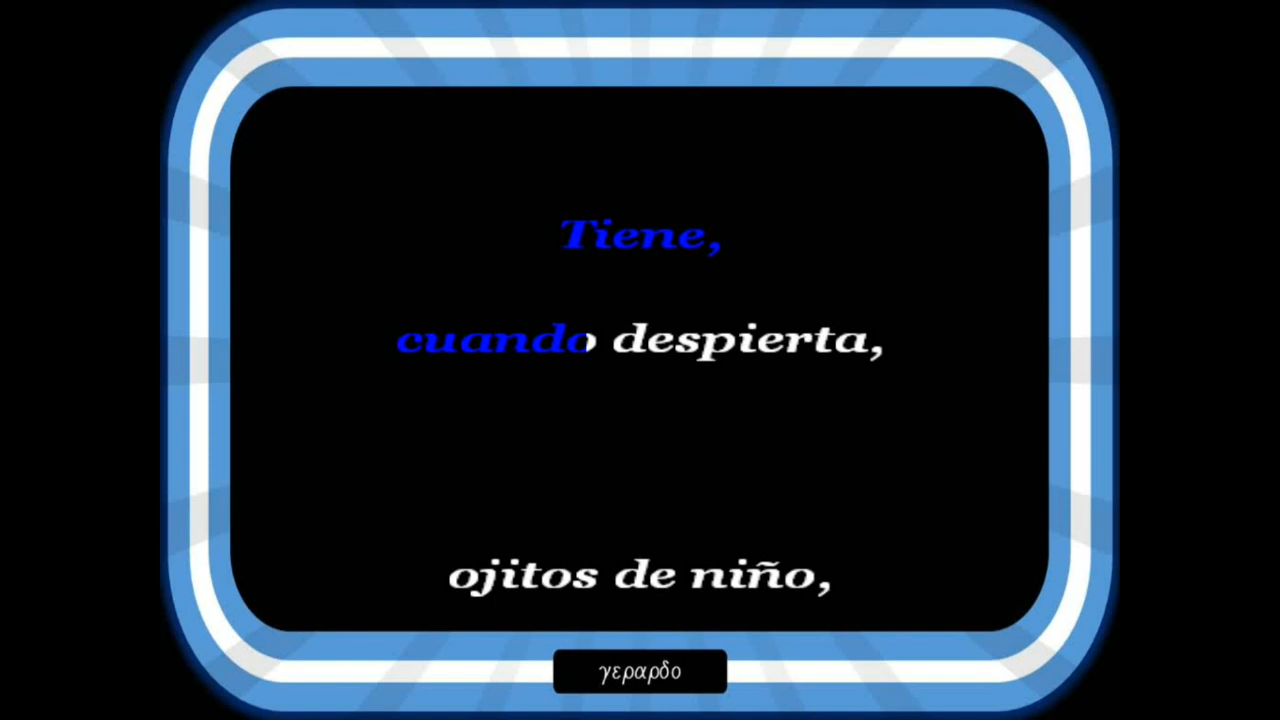 Tiene,
cuando despierta,
ojitos de niño,
γεραρδο